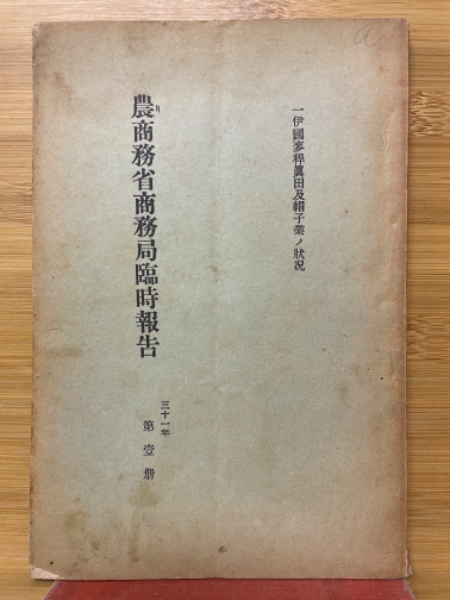 一伊國麥稈眞田及帽子業ノ狀况
農商務省商務局臨時報告
三十一年
第壹册